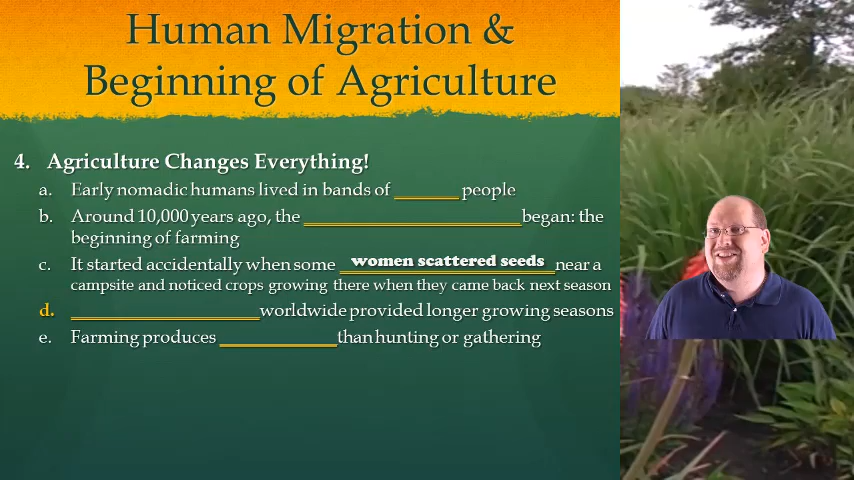 Human Migration &
Beginning of Agriculture
4. Agriculture Changes Everything!
a. Early nomadic humans lived in bands of _______ people
b. Around 10,000 years ago, the ________________________ began: the
beginning of farming
c. It started accidentally when some women scattered seeds near a
campsite and noticed crops growing there when they came back next season
d. _____________________ worldwide provided longer growing seasons
e. Farming produces _____________ than hunting or gathering